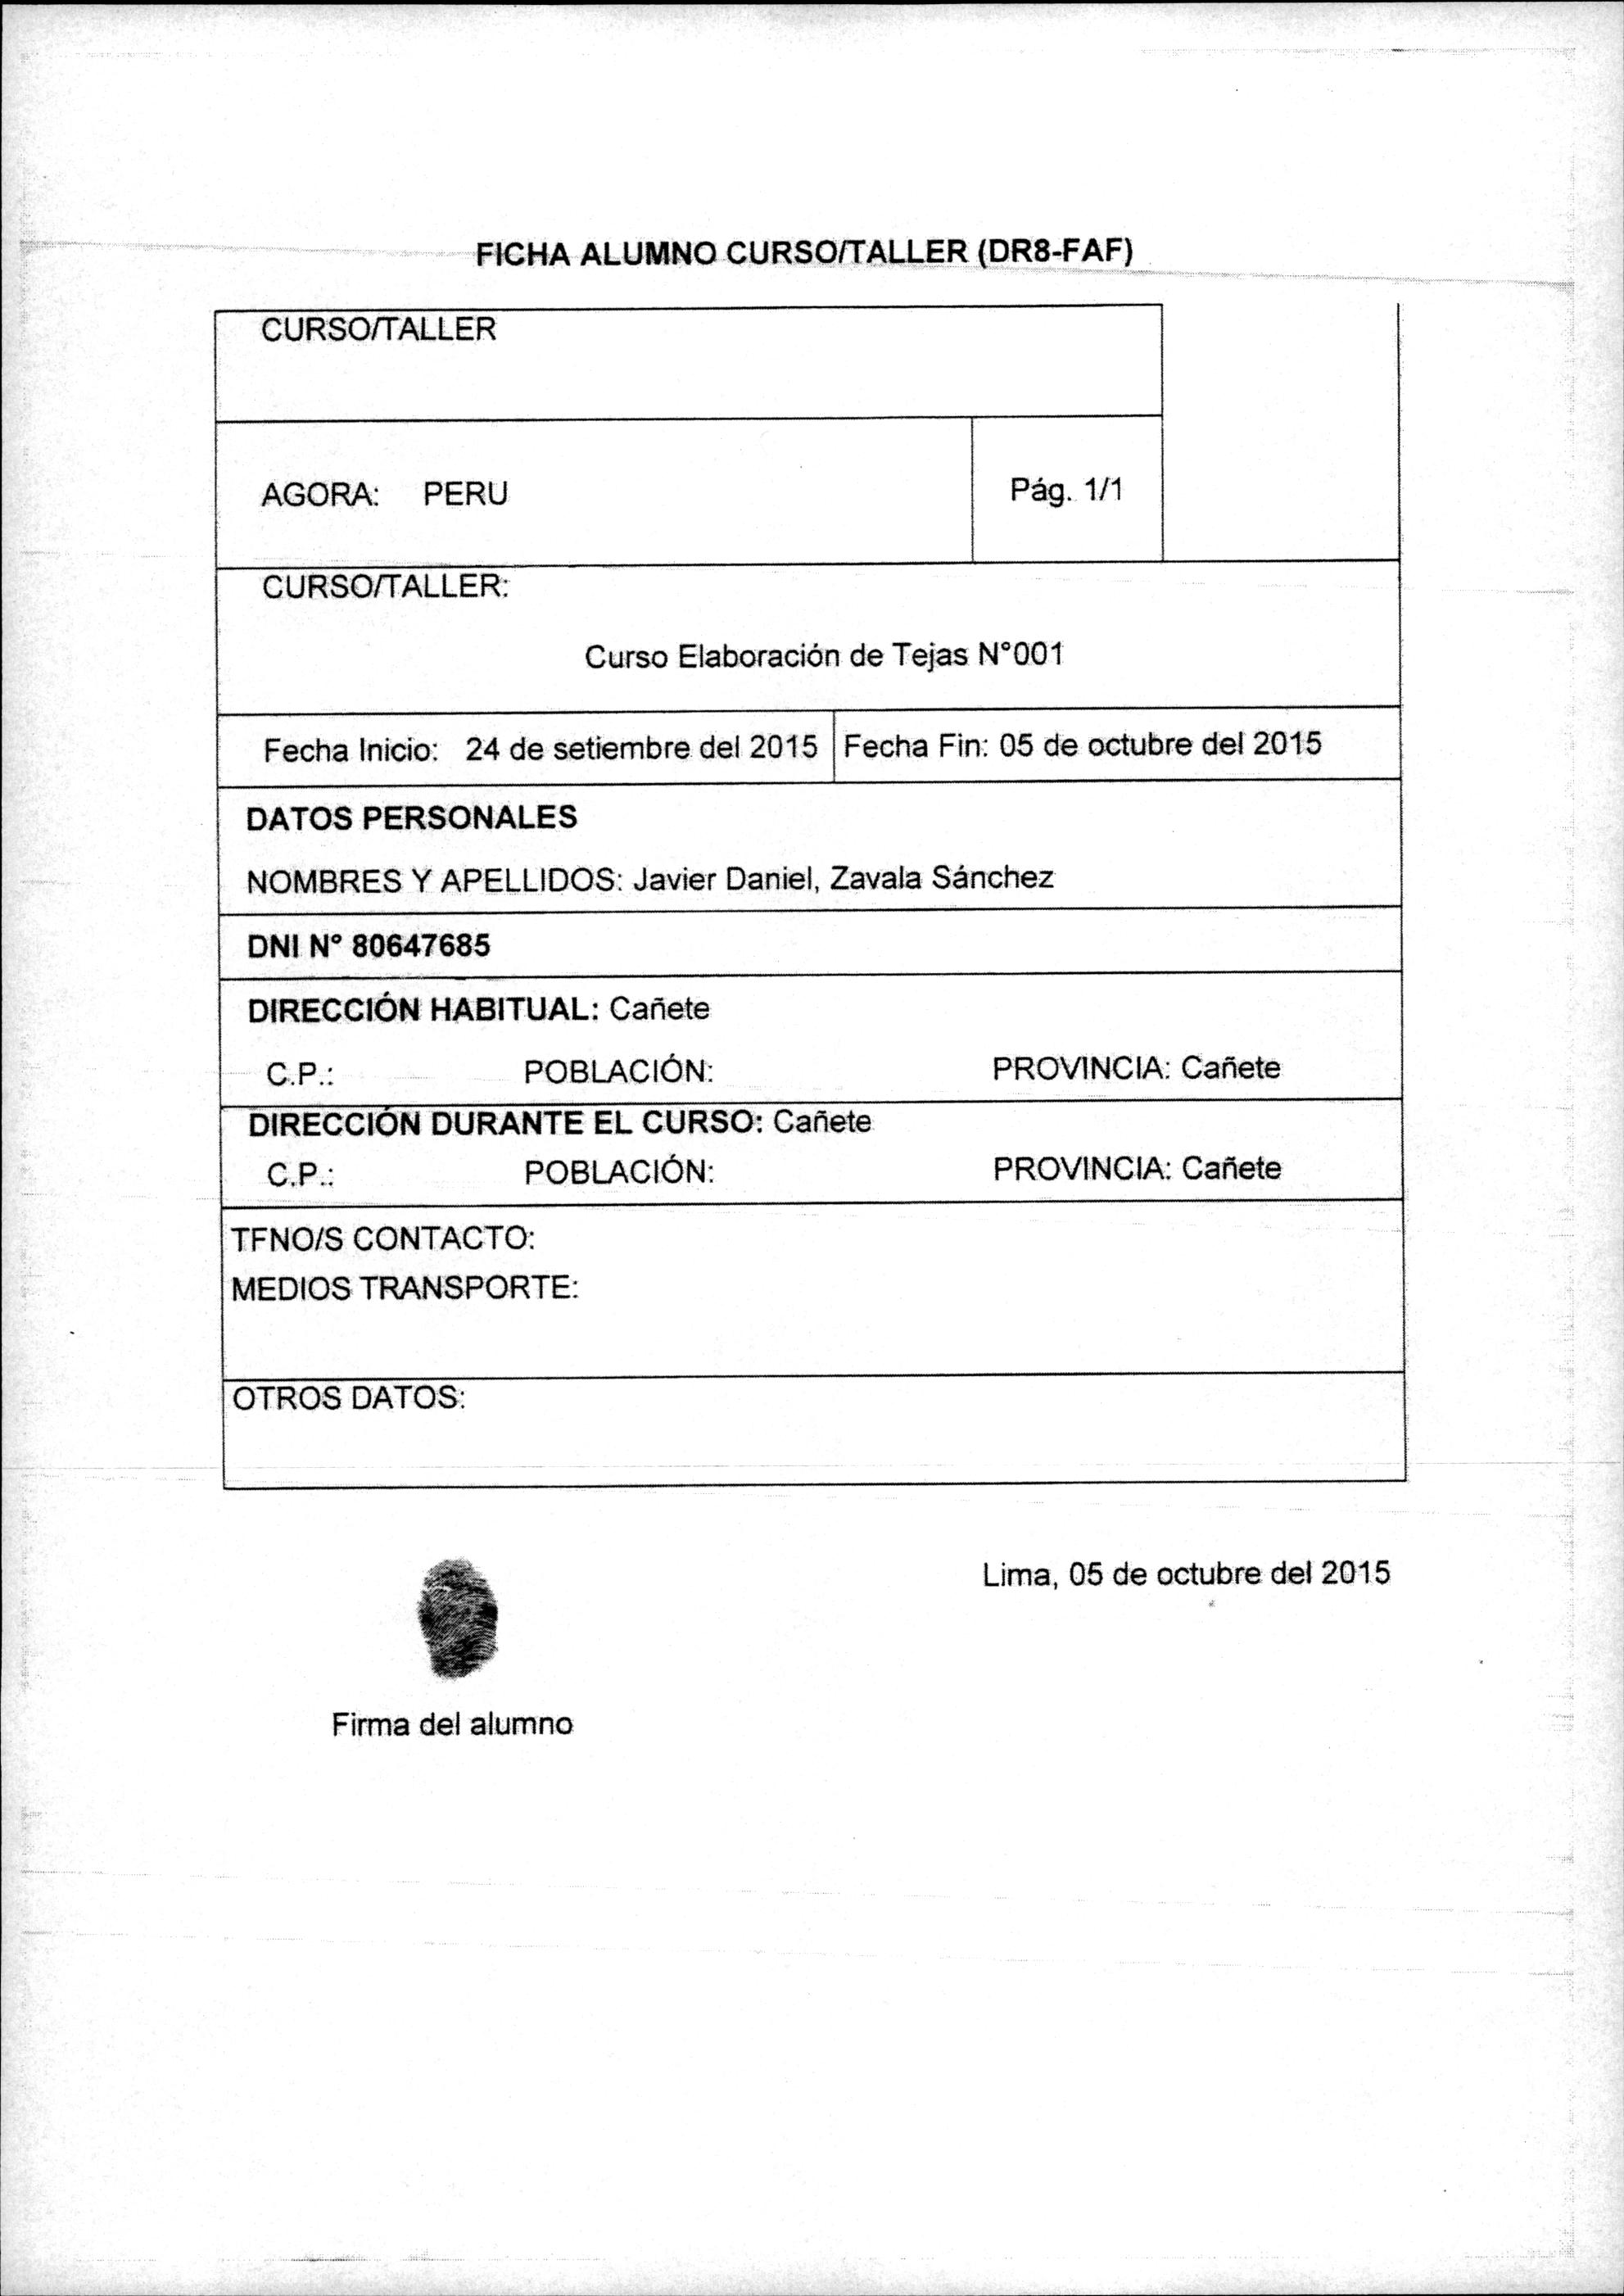 FICHA ALUMNO CURSO/TALLER (DR8-FAF)
CURSO/TALLER
AGORA: PERU
Pág. 1/1
CURSO/TALLER:
Curso Elaboración de Tejas N°001
Fecha Inicio: 24 de setiembre del 2015 Fecha Fin: 05 de octubre del 2015
DATOS PERSONALES
NOMBRES Y APELLIDOS: Javier Daniel, Zavala Sánchez
DNI N° 80647685
DIRECCIÓN HABITUAL: Cañete
C.P.: POBLACIÓN: PROVINCIA: Cañete
DIRECCIÓN DURANTE EL CURSO: Cañete
C.P.: POBLACIÓN: PROVINCIA: Cañete
TFNO/S CONTACTO:
MEDIOS TRANSPORTE:
OTROS DATOS:
Lima, 05 de octubre del 2015
Firma del alumno